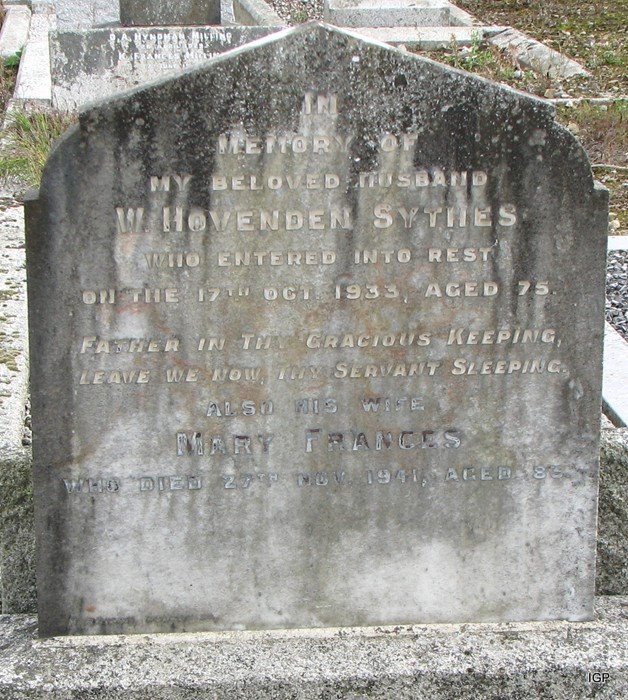 IN
MEMORY OF
MY BELOVED HUSBAND
W. HOVENDEN SYTHES
WHO ENTERED INTO REST
ON THE 17TH OCT. 1933, AGED 75.
FATHER IN THY GRACIOUS KEEPING,
LEAVE WE NOW, THY SERVANT SLEEPING.
ALSO HIS WIFE
MARY FRANCES
WHO DIED 27TH NOV. 1941, AGED
IGP